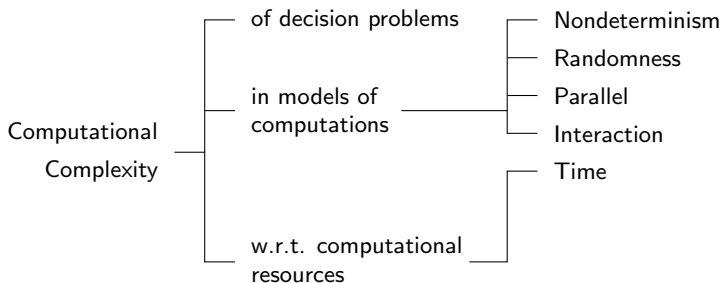 Computational
Complexity
of decision problems
in models of
computations
w.r.t. computational
resources
Nondeterminism
Randomness
Parallel
Interaction
Time